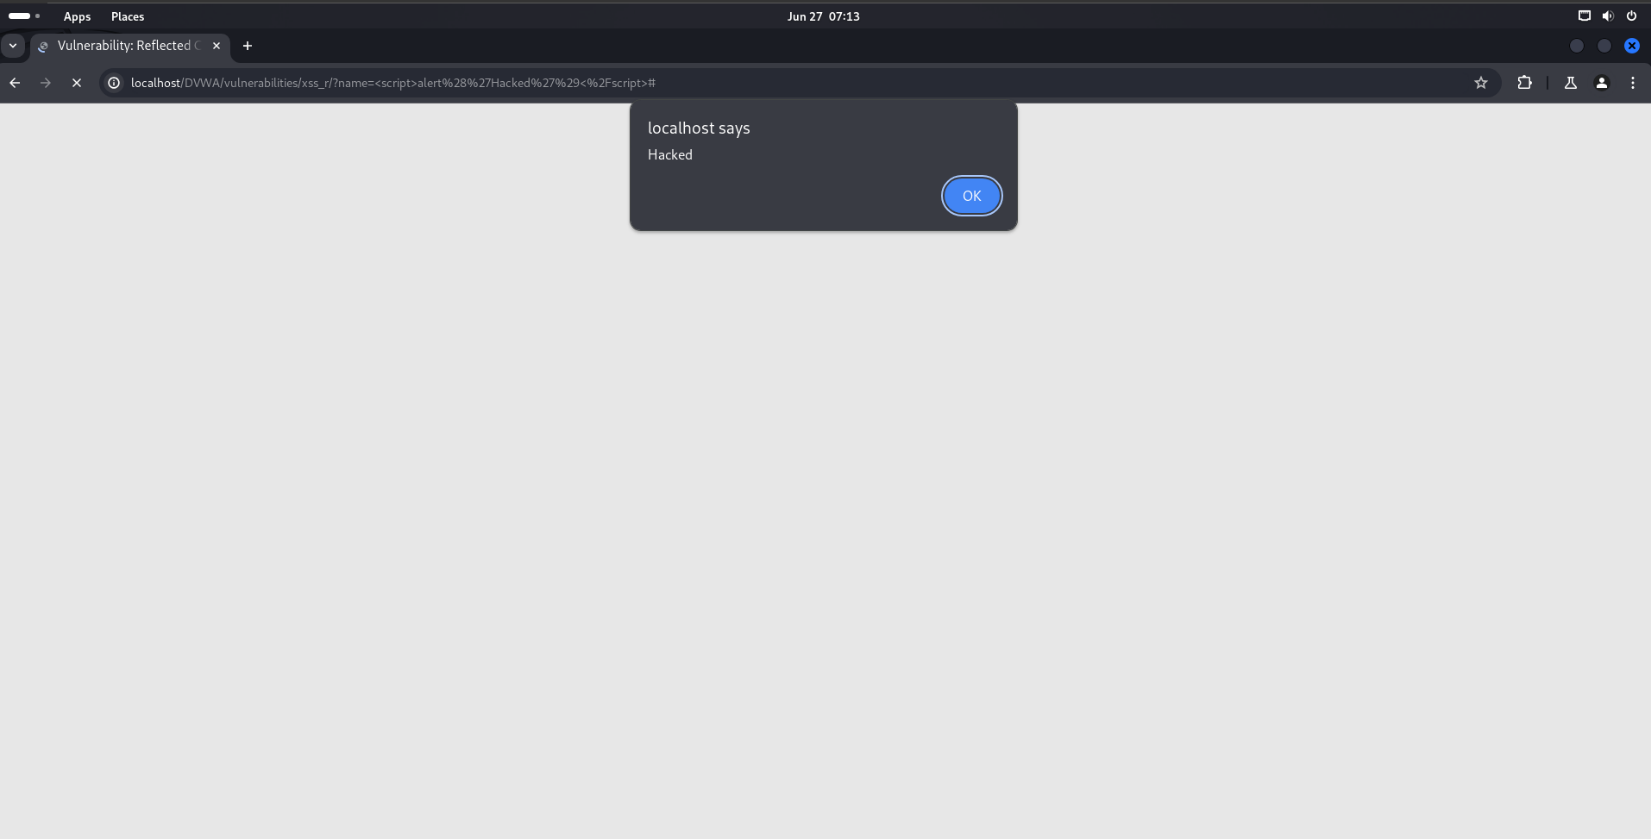 Apps Places Jun 27 07:13
Vulnerability: Reflected
localhost/DVWA/vulnerabilities/xss_r/?name=<script>alert%28%27Hacked%27%29<%2Fscript>#
localhost says
Hacked
OK